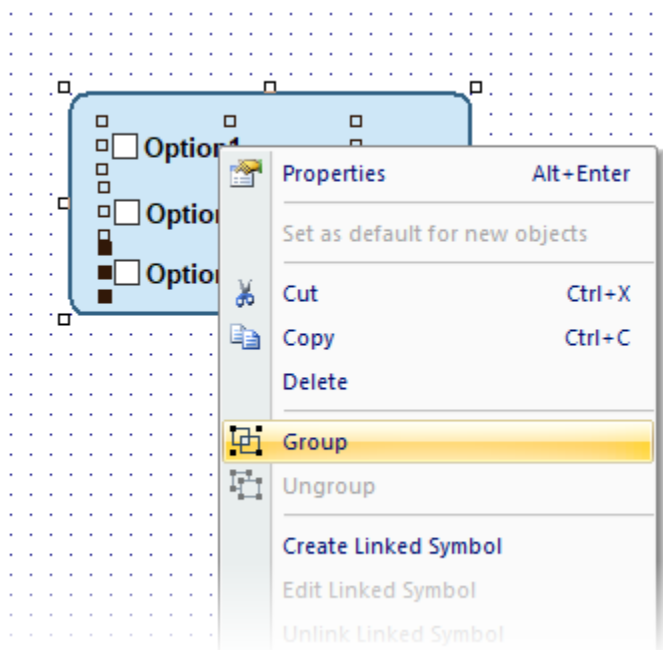 Option1
Properties Alt+Enter
Set as default for new objects
Option
Cut Ctrl+X
Option
Copy Ctrl+C
Delete
Group
Ungroup
Create Linked Symbol
Edit Linked Symbol
Unlink Linked Symbol